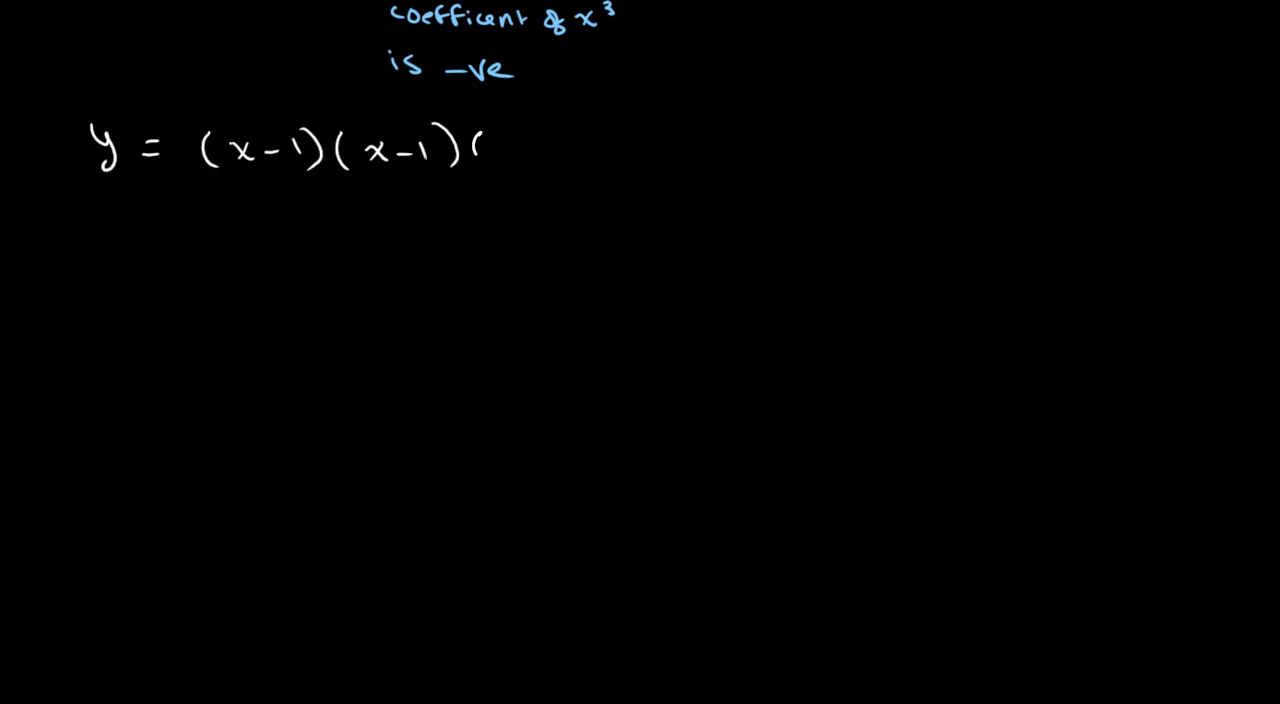 coefficent of x³
is -ve
y = (x-1)(x-1)(